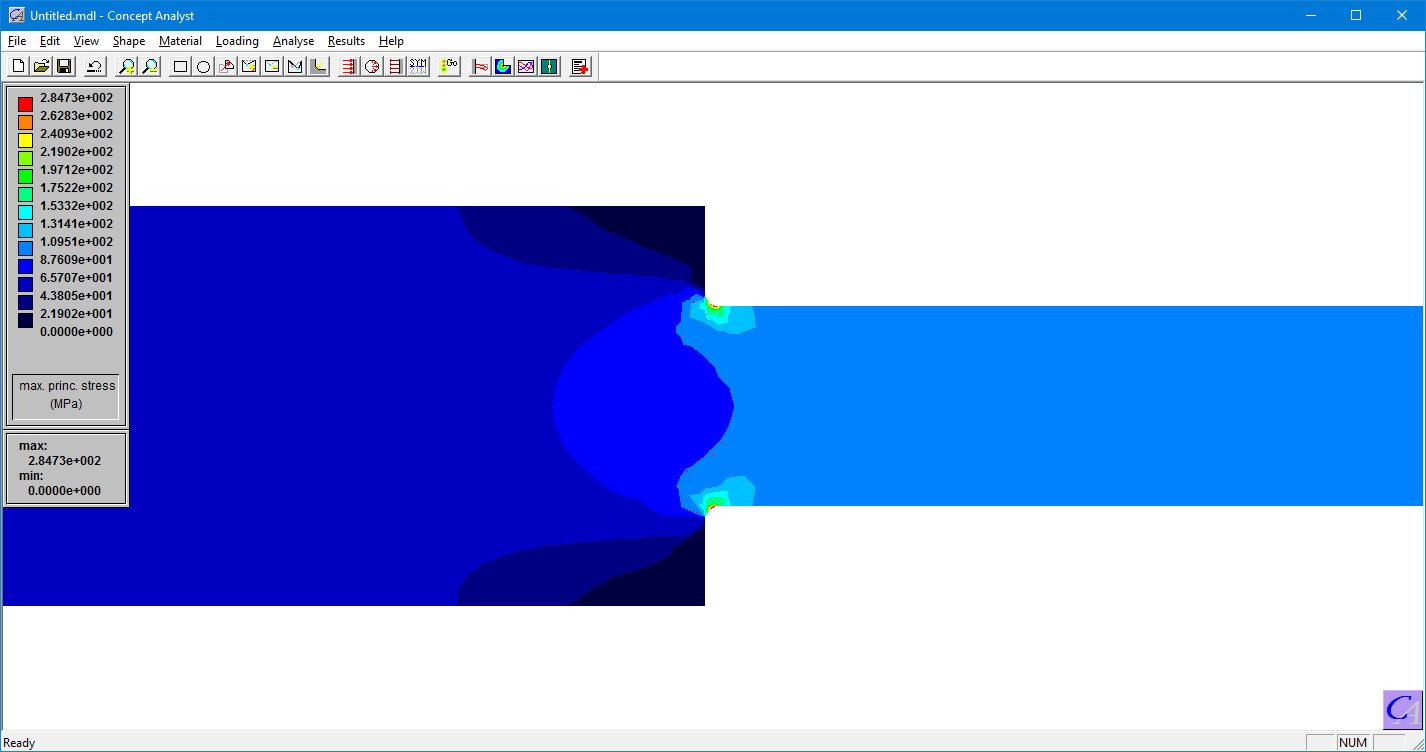 Untitled.mdl - Concept Analyst
File Edit View Shape Material Loading Analyse Results Help
Go
2.8473e+002
2.6283e+002
2.4093e+002
2.1902e+002
1.9712e+002
1.7522e+002
1.5332e+002
1.3141e+002
1.0951e+002
8.7609e+001
6.5707e+001
4.3805e+001
2.1902e+001
0.0000e+000
max. princ. stress
(MPa)
max:
2.8473e+002
min:
0.0000e+000
CA
Ready
NUM